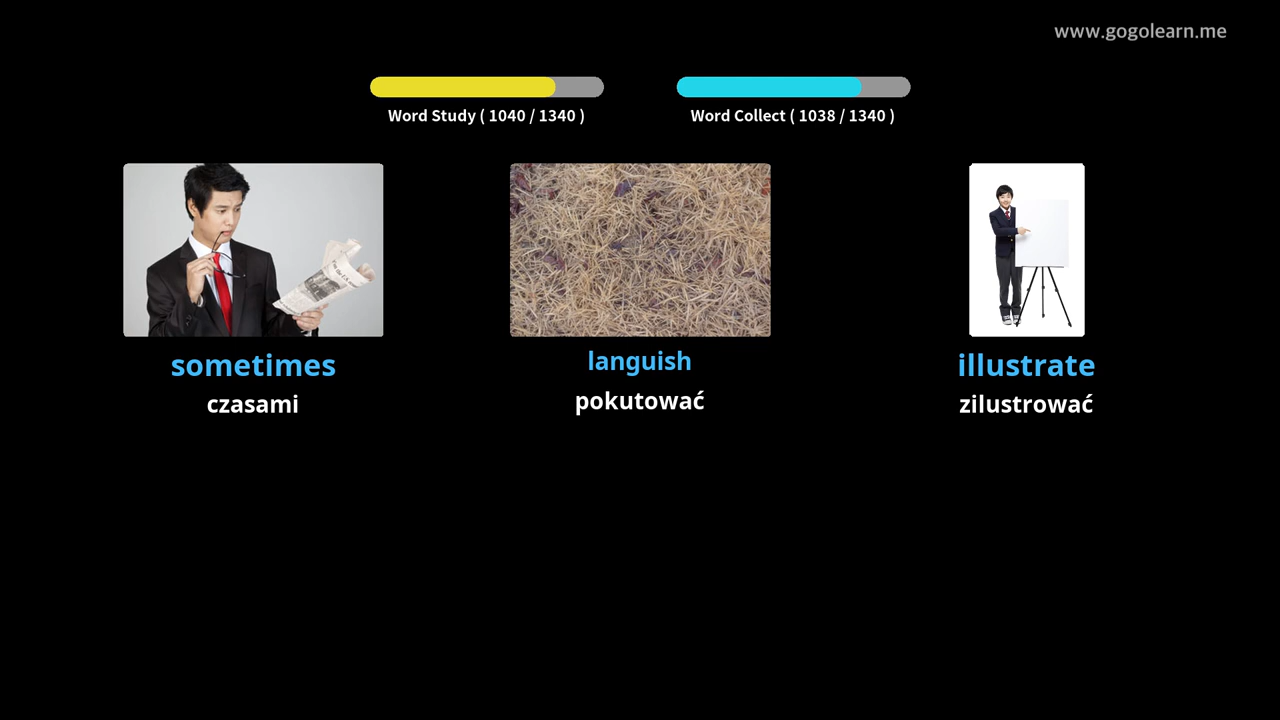 www.gogolearn.me
Word Study ( 1040 / 1340 )
Word Collect ( 1038 / 1340 )
sometimes
czasami
languish
pokutować
illustrate
zilustrować